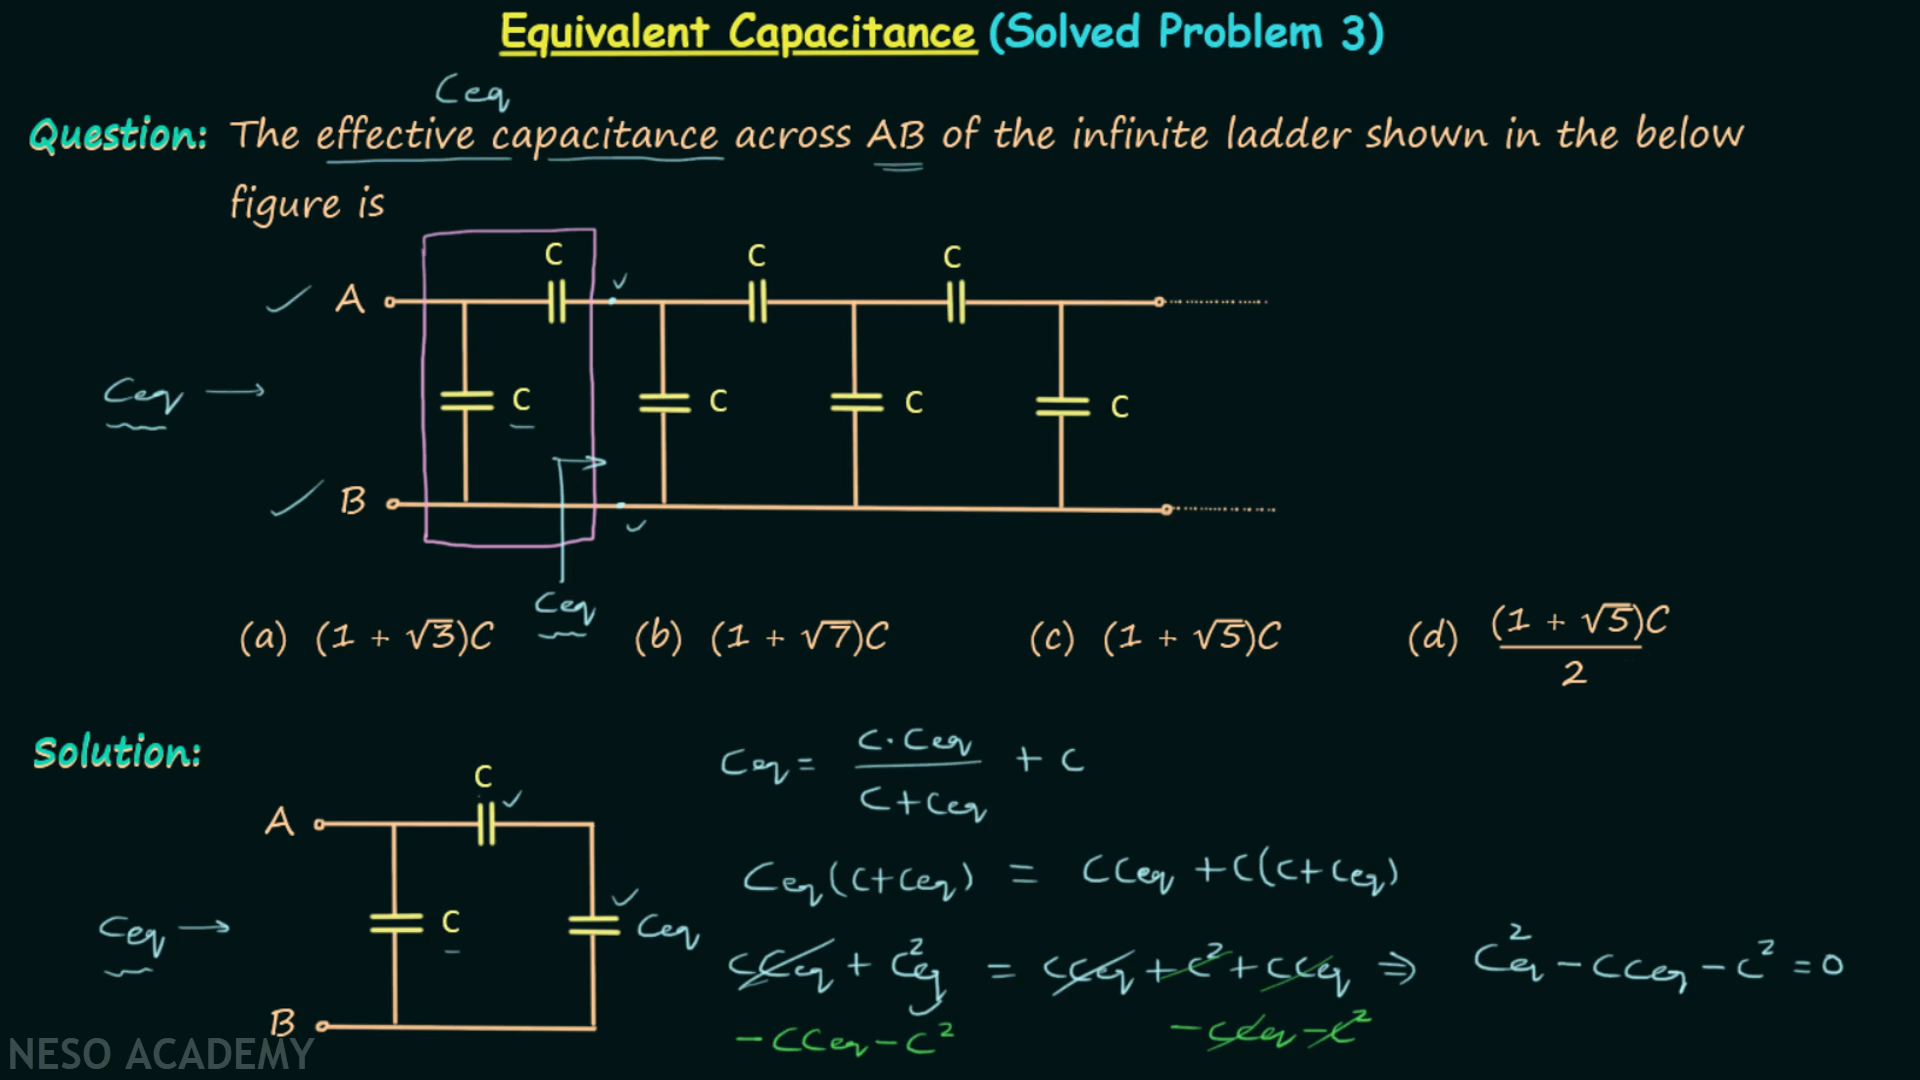 Equivalent Capacitance (Solved Problem 3)
Ceq
Question: The effective capacitance across AB of the infinite ladder shown in the below
figure is
C C C
A
Ceq → C C C C
B
Ceq
(a) (1 + √3)C (b) (1 + √7)C (c) (1 + √5)C (d) (1 + √5)C / 2
Solution:
C
A
Ceq → C Ceq
B
Ceq = C·Ceq / C+Ceq + C
Ceq(C+Ceq) = CCeq + C(C+Ceq)
CCeq + Ceq² = CCeq + C² + CCeq ⇒ Ceq² - CCeq - C² = 0
-CCeq - C² -CCeq - C²
NESO ACADEMY